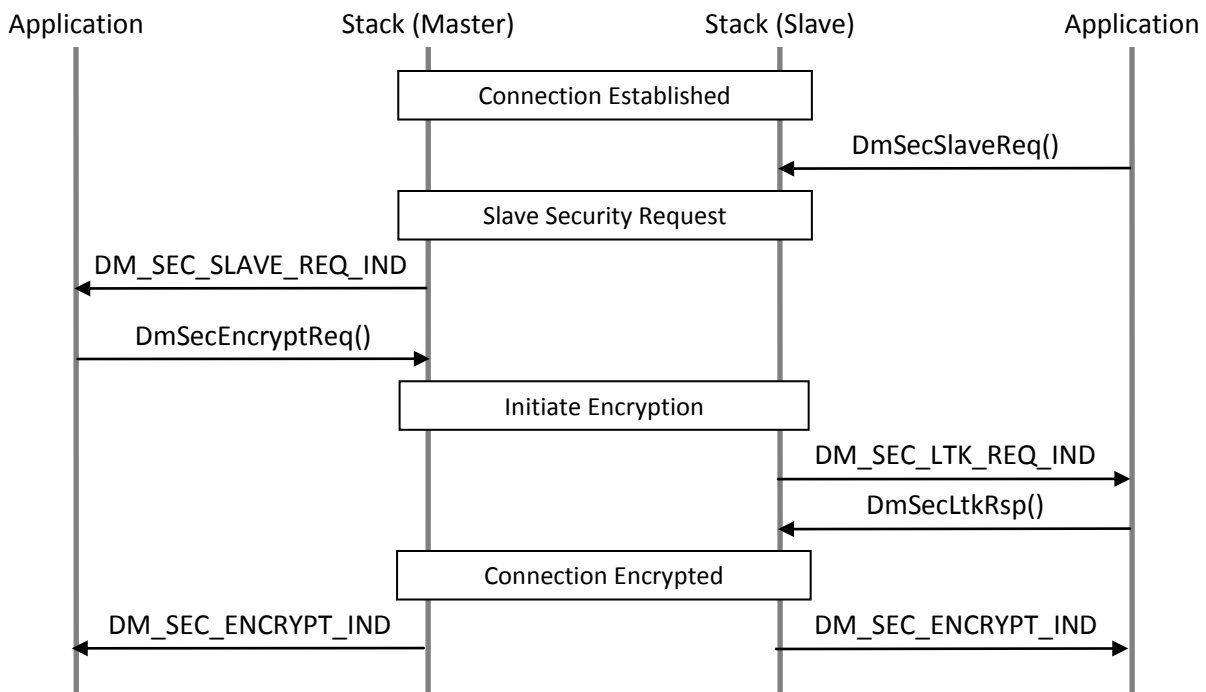 Application
Stack (Master)
Stack (Slave)
Application
Connection Established
DmSecSlaveReq()
Slave Security Request
DM_SEC_SLAVE_REQ_IND
DmSecEncryptReq()
Initiate Encryption
DM_SEC_LTK_REQ_IND
DmSecLtkRsp()
Connection Encrypted
DM_SEC_ENCRYPT_IND
DM_SEC_ENCRYPT_IND